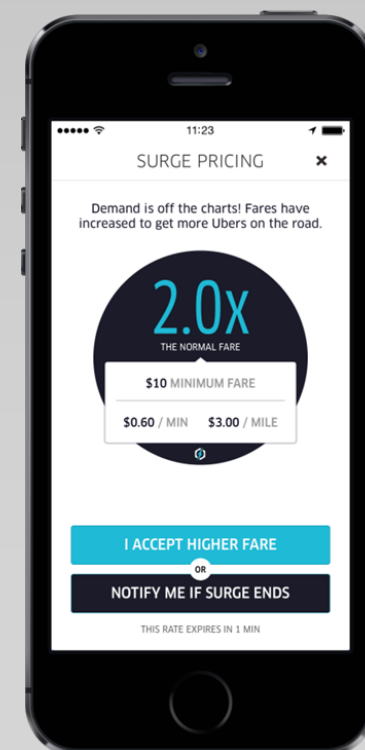 11:23
SURGE PRICING
Demand is off the charts! Fares have
increased to get more Ubers on the road.
2.0x
THE NORMAL FARE
$10 MINIMUM FARE
$0.60 / MIN $3.00 / MILE
I ACCEPT HIGHER FARE
OR
NOTIFY ME IF SURGE ENDS
THIS RATE EXPIRES IN 1 MIN